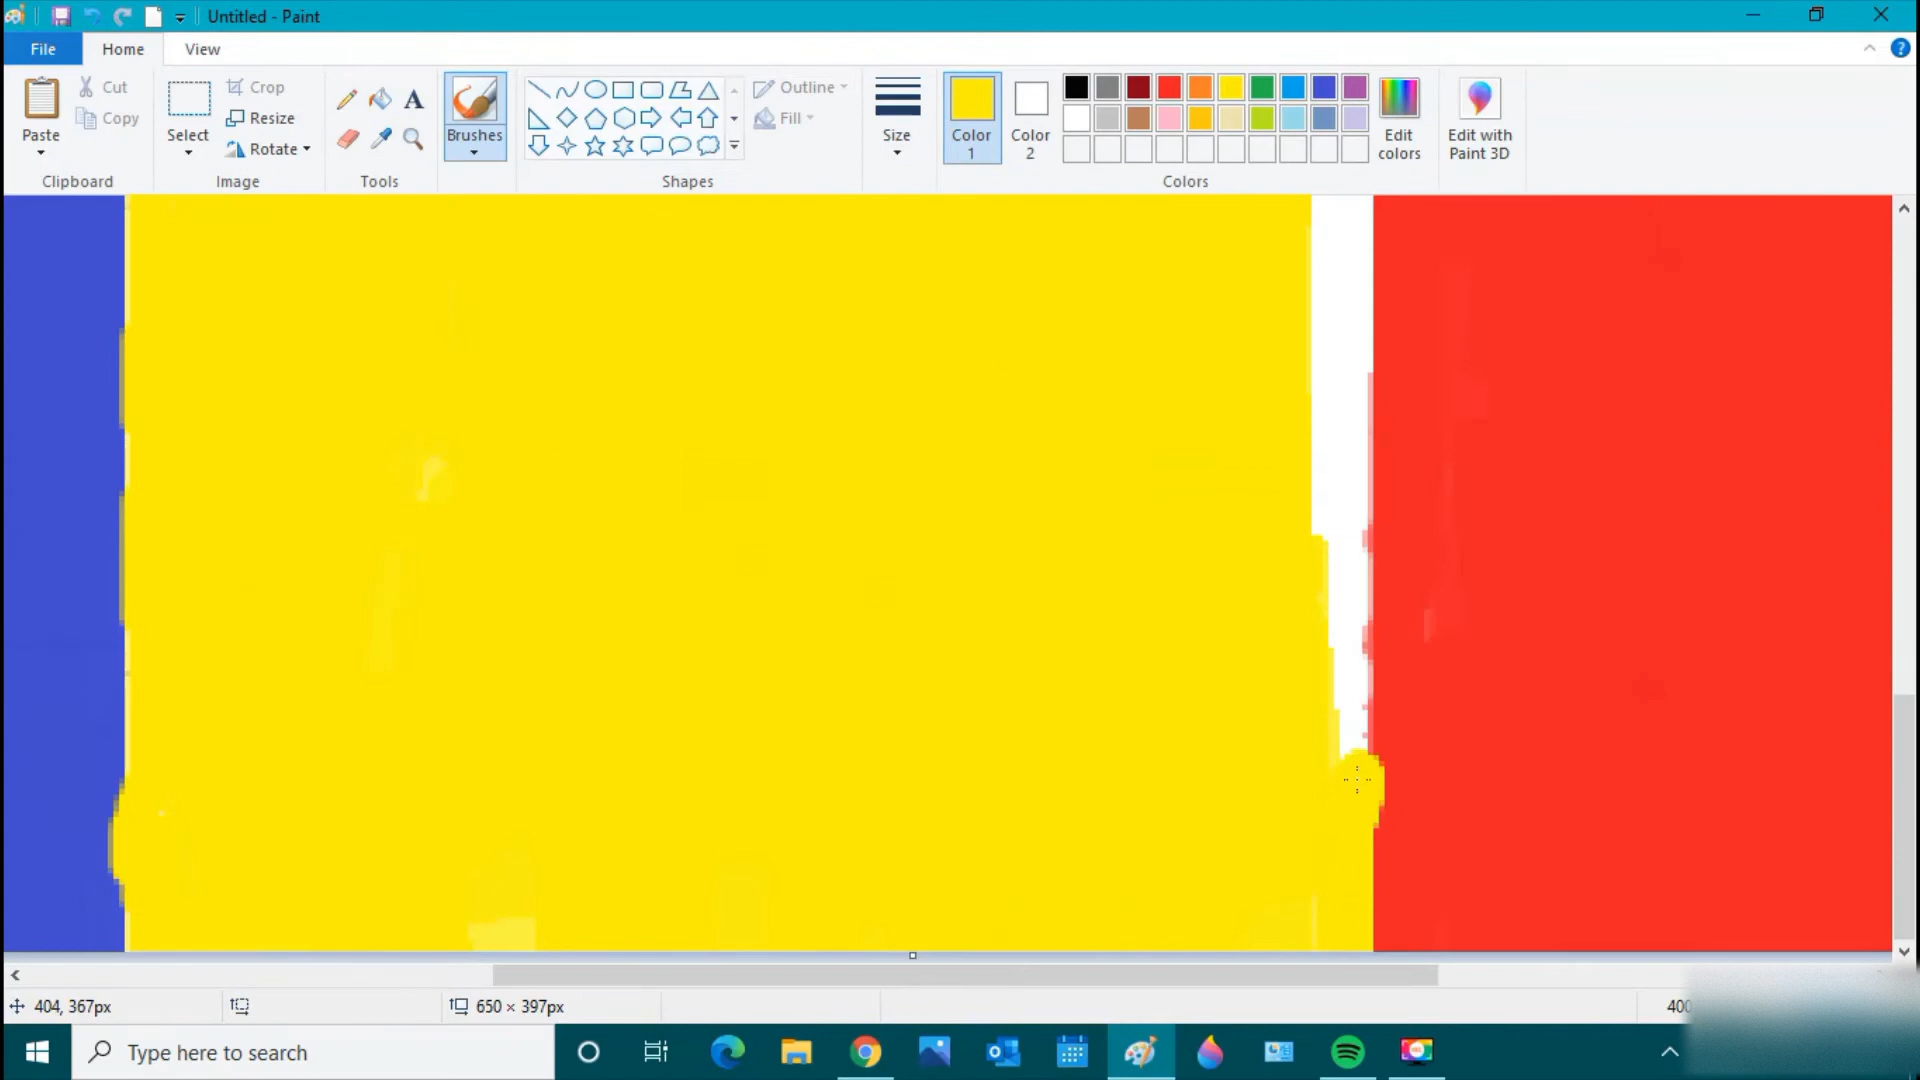 Untitled - Paint
File Home View
Paste Cut Copy
Clipboard
Select Crop Resize Rotate
Image
A
Tools
Brushes
Outline Fill
Shapes
Size
Color 1
Color 2
Edit colors
Colors
Edit with Paint 3D
404, 367px
650 × 397px
400
Type here to search